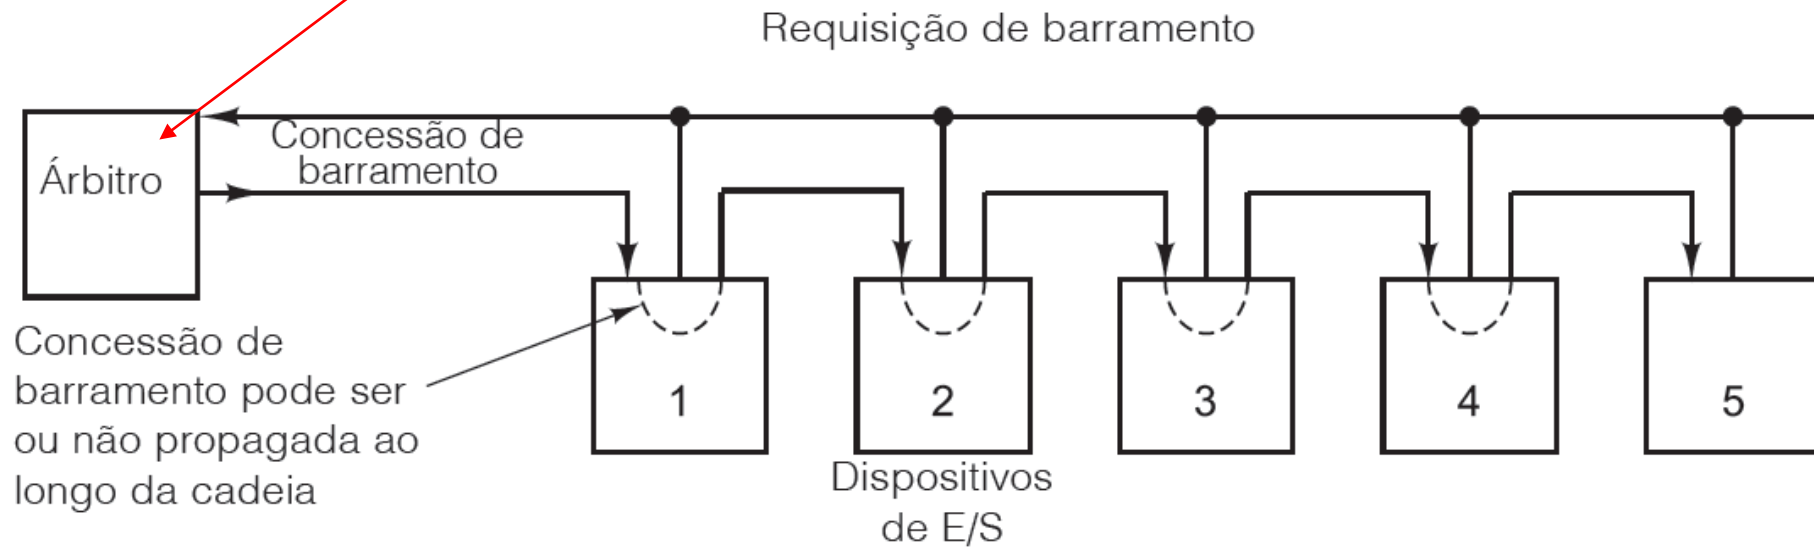 Requisição de barramento
Concessão de
barramento
Árbitro
Concessão de
barramento pode ser
ou não propagada ao
longo da cadeia
1
2
3
4
5
Dispositivos
de E/S